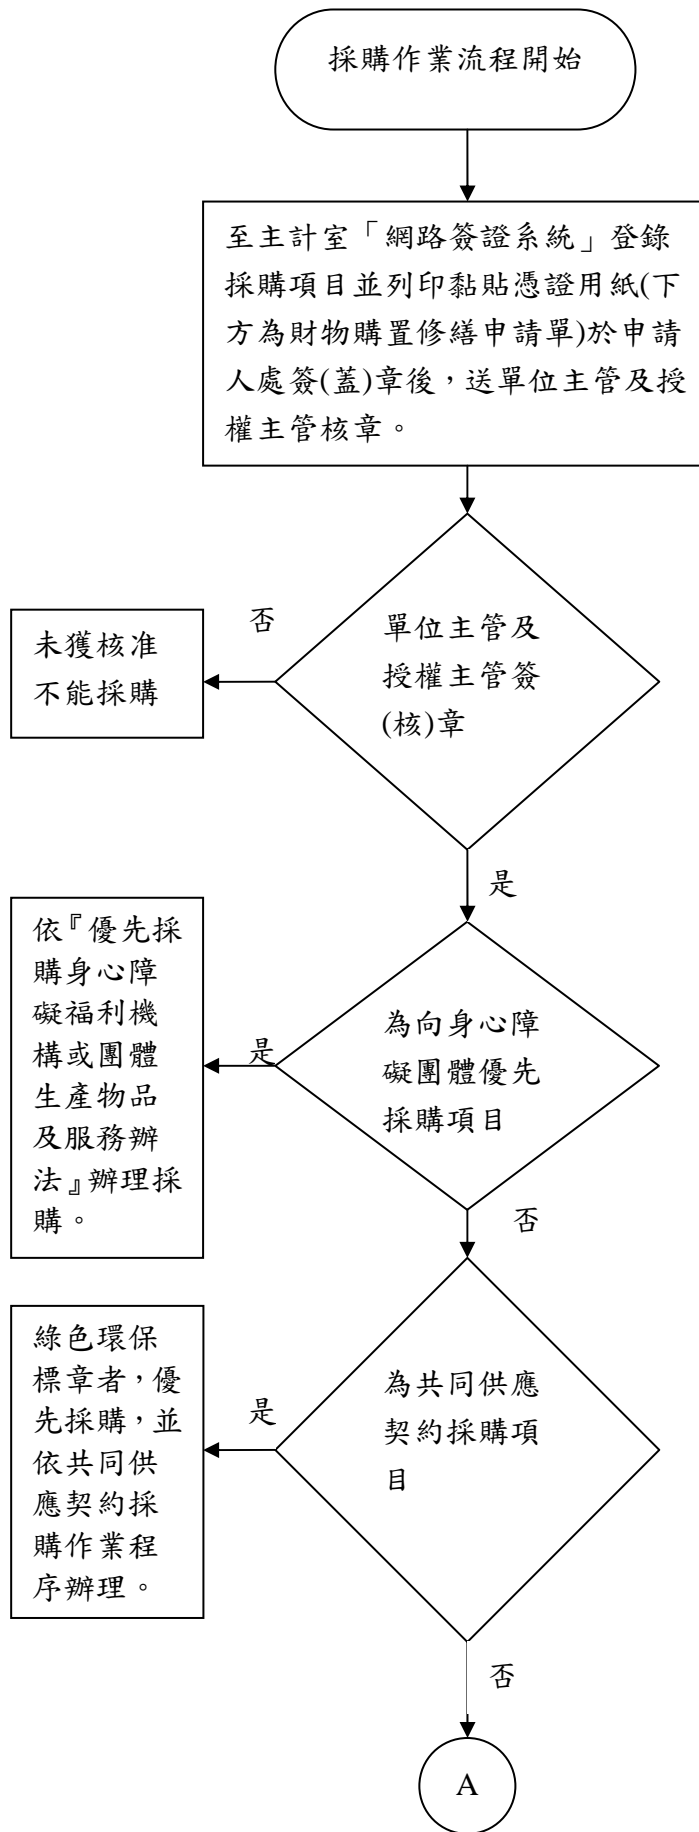 採購作業流程開始
至主計室「網路簽證系統」登錄
採購項目並列印黏貼憑證用紙(下
方為財物購置修繕申請單)於申請
人處簽(蓋)章後，送單位主管及授
權主管核章。
否
單位主管及
授權主管簽
(核)章
未獲核准
不能採購
是
為向身心障
礙團體優先
採購項目
是
依『優先採
購身心障
礙福利機
構或團體
生產物品
及服務辦
法』辦理採
購。
否
為共同供應
契約採購項
目
是
綠色環保
標章者，優
先採購，並
依共同供
應契約採
購作業程
序辦理。
否
A